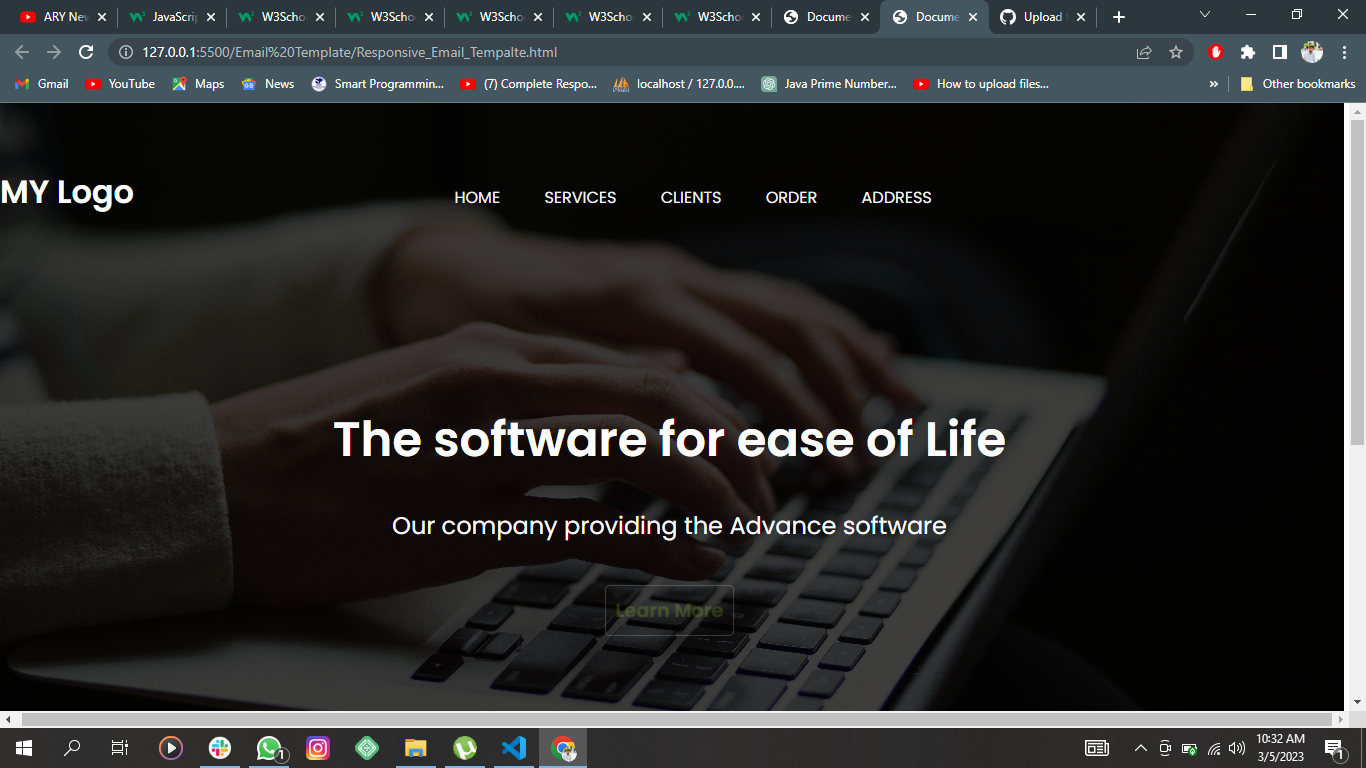 ARY Nev
JavaScrip
W3Scho
W3Scho
W3Scho
W3Scho
W3Scho
Docume
Docume
Upload
127.0.0.1:5500/Email%20Template/Responsive_Email_Tempalte.html
Gmail
YouTube
Maps
News
Smart Programmin...
(7) Complete Respo...
localhost / 127.0.0....
Java Prime Number...
How to upload files...
»
Other bookmarks
MY Logo
HOME SERVICES CLIENTS ORDER ADDRESS
The software for ease of Life
Our company providing the Advance software
Learn More
1
10:32 AM
3/5/2023
1